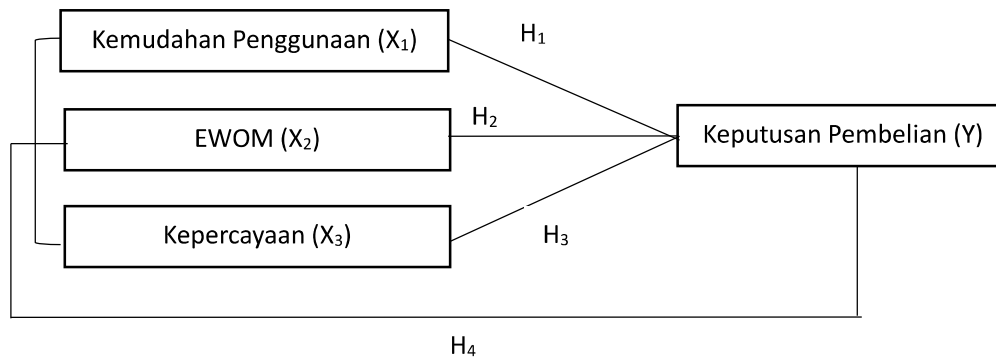 Kemudahan Penggunaan (X₁)
H₁
EWOM (X₂)
H₂
Keputusan Pembelian (Y)
Kepercayaan (X₃)
H₃
H₄